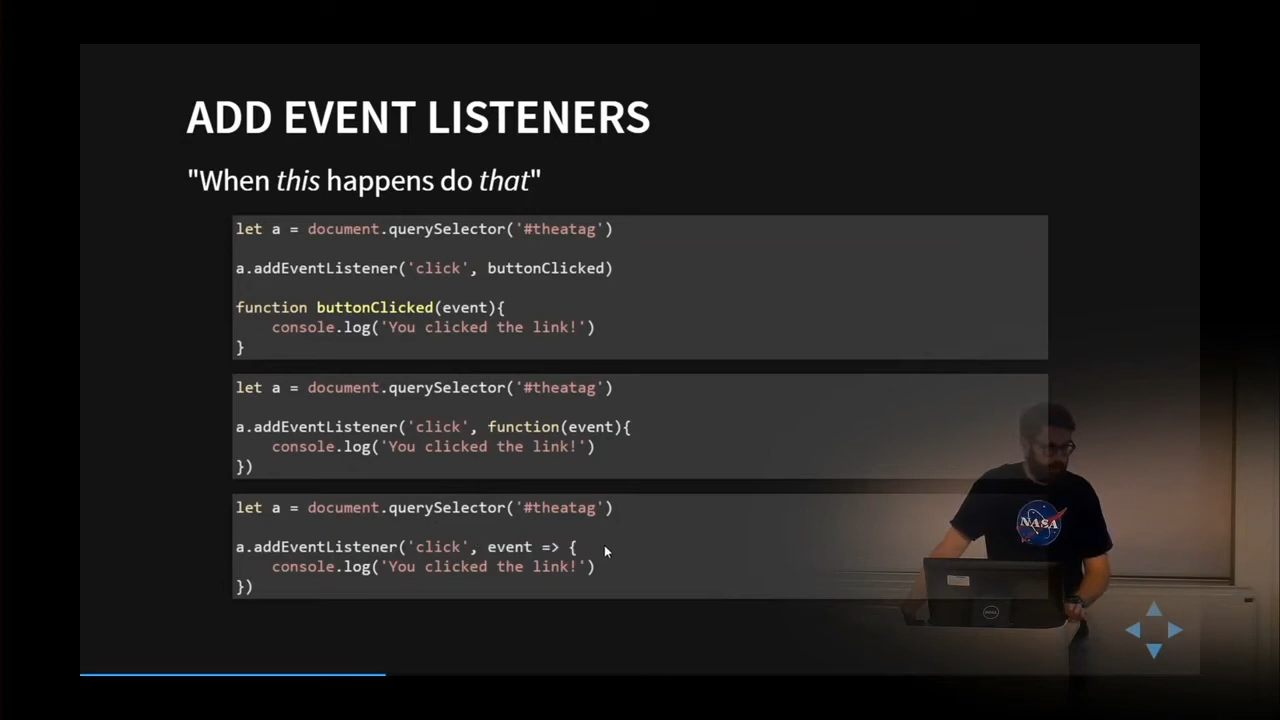 ADD EVENT LISTENERS
"When this happens do that"
let a = document.querySelector('#theatag')
a.addEventListener('click', buttonClicked)
function buttonClicked(event){
    console.log('You clicked the link!')
}
let a = document.querySelector('#theatag')
a.addEventListener('click', function(event){
    console.log('You clicked the link!')
})
let a = document.querySelector('#theatag')
a.addEventListener('click', event => {
    console.log('You clicked the link!')
})
NASA
DELL